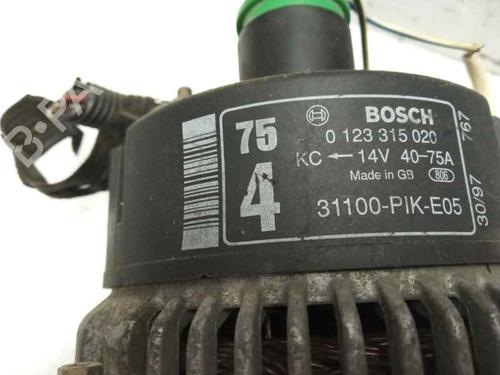 75
4
BOSCH
0 123 315 020
KC ← 14V 40-75A
Made in GB 806
31100-PIK-E05
30/97 767
B-PA